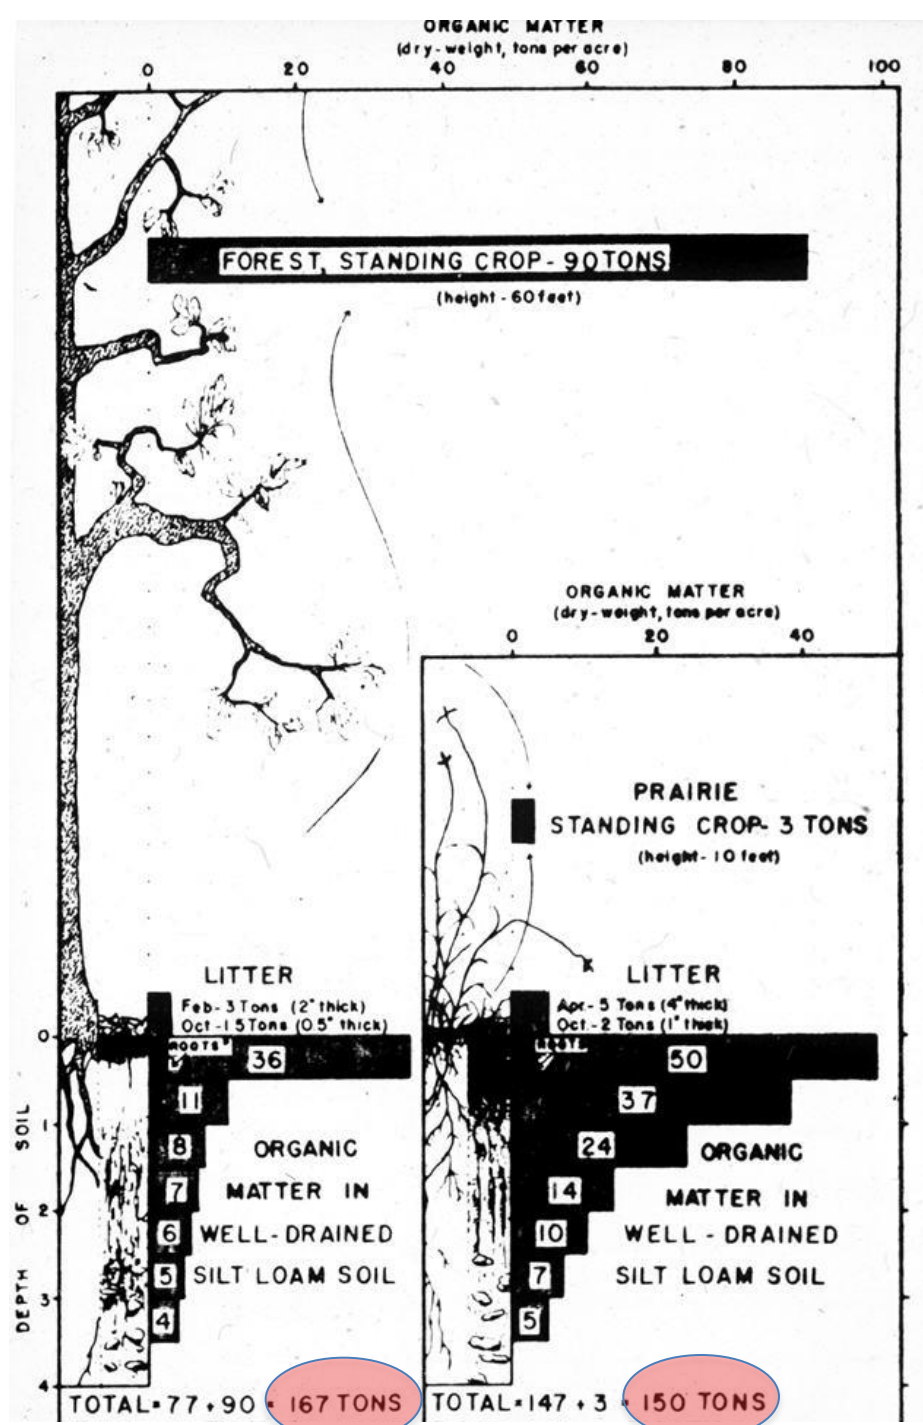 ORGANIC MATTER
(dry-weight, tons per acre)
0 20 40 60 80 100
FOREST, STANDING CROP-90 TONS
(height-60 feet)
ORGANIC MATTER
(dry-weight, tons per acre)
0 20 40
PRAIRIE
STANDING CROP-3 TONS
(height-10 feet)
LITTER
Feb-3 Tons (2" thick)
Oct-1.5 Tons (0.5" thick)
ROOTS
36
11
8
7
6
5
4
ORGANIC
MATTER IN
WELL-DRAINED
SILT LOAM SOIL
LITTER
Apr.-5 Tons (4" thick)
Oct.-2 Tons (1" thick)
ROOTS
50
37
24
14
10
7
5
ORGANIC
MATTER IN
WELL-DRAINED
SILT LOAM SOIL
DEPTH OF SOIL
0
1
2
3
4
TOTAL=77+90=167 TONS
TOTAL=147+3=150 TONS